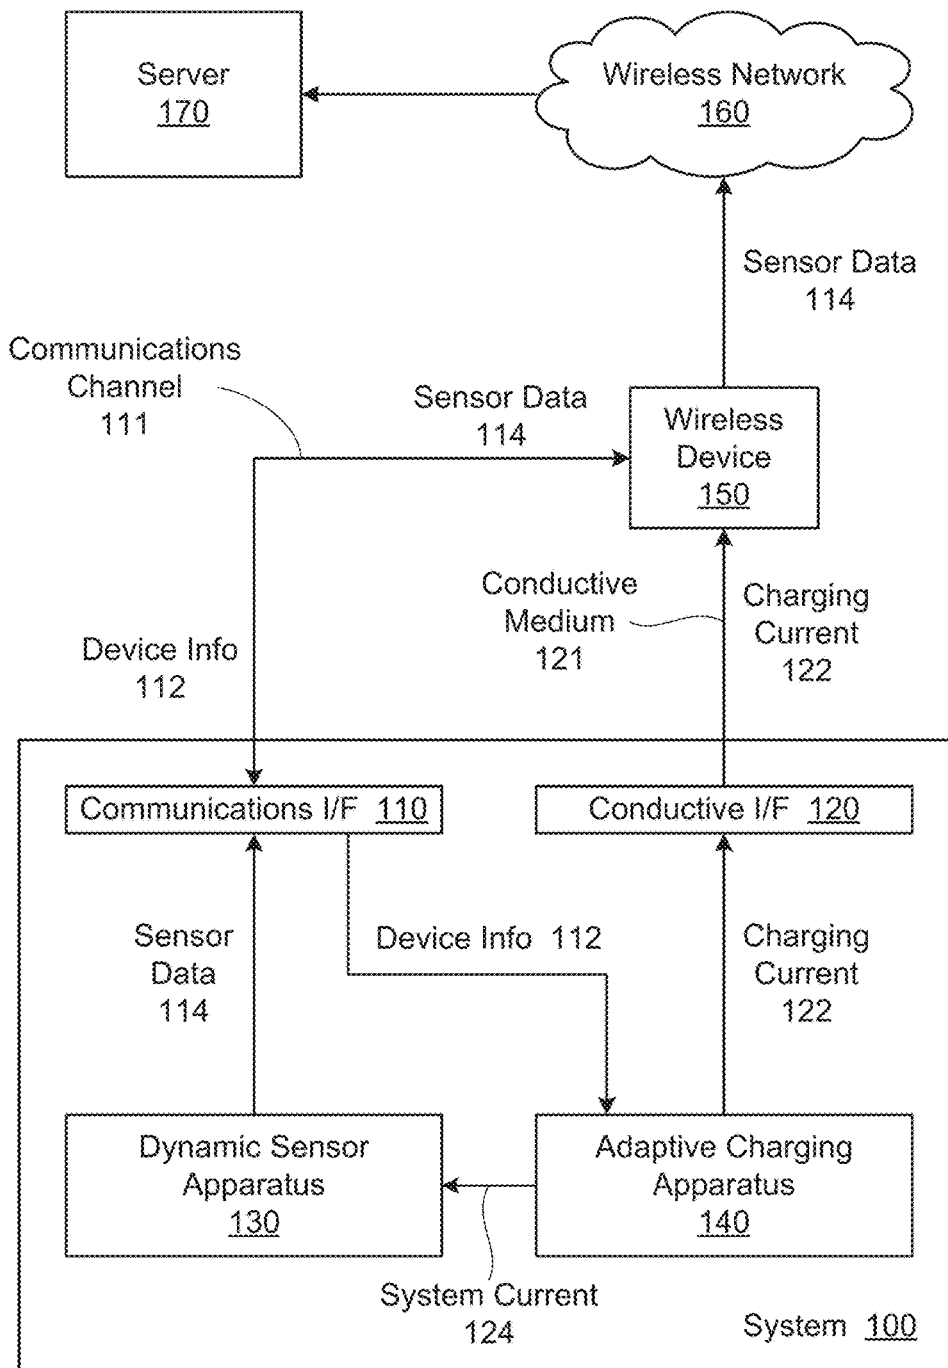 Server
170
Wireless Network
160
Sensor Data
114
Communications
Channel
111
Sensor Data
114
Wireless
Device
150
Conductive
Medium
121
Charging
Current
122
Device Info
112
Communications I/F 110
Conductive I/F 120
Sensor
Data
114
Device Info 112
Charging
Current
122
Dynamic Sensor
Apparatus
130
Adaptive Charging
Apparatus
140
System Current
124
System 100